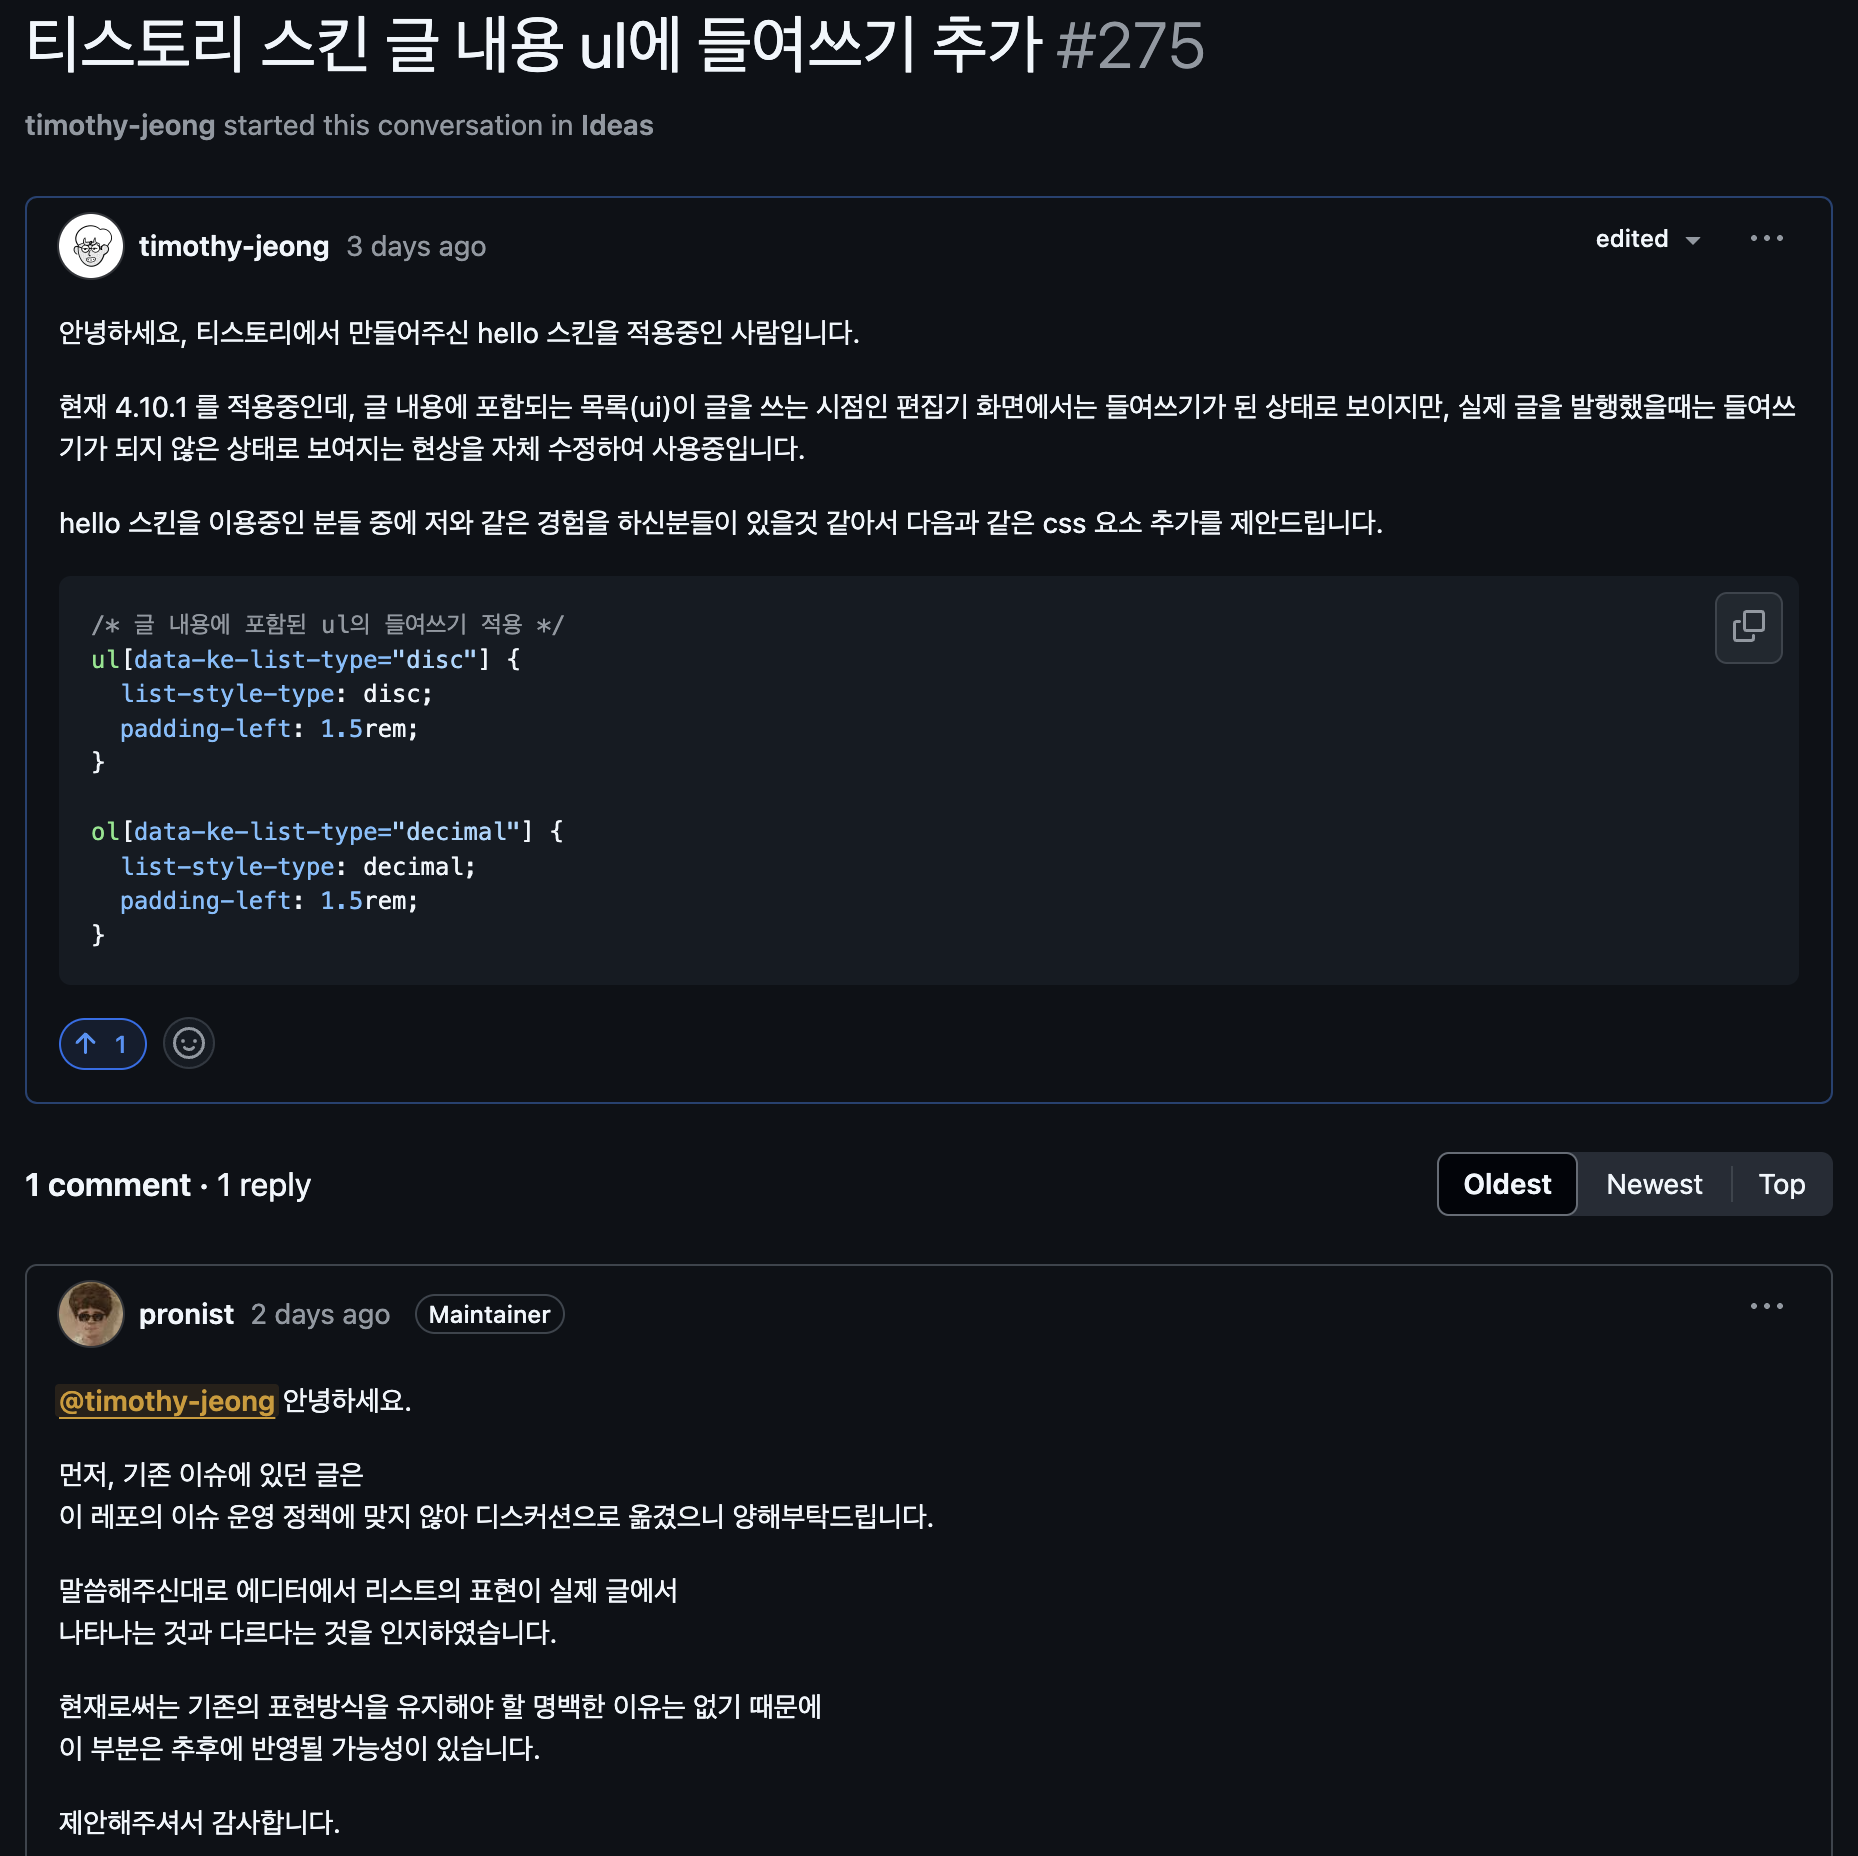 티스토리 스킨 글 내용 ul에 들여쓰기 추가 #275
timothy-jeong started this conversation in Ideas
timothy-jeong 3 days ago
edited
안녕하세요, 티스토리에서 만들어주신 hello 스킨을 적용중인 사람입니다.
현재 4.10.1 를 적용중인데, 글 내용에 포함되는 목록(ui)이 글을 쓰는 시점인 편집기 화면에서는 들여쓰기가 된 상태로 보이지만, 실제 글을 발행했을때는 들여쓰
기가 되지 않은 상태로 보여지는 현상을 자체 수정하여 사용중입니다.
hello 스킨을 이용중인 분들 중에 저와 같은 경험을 하신분들이 있을것 같아서 다음과 같은 css 요소 추가를 제안드립니다.
/* 글 내용에 포함된 ul의 들여쓰기 적용 */
ul[data-ke-list-type="disc"] {
  list-style-type: disc;
  padding-left: 1.5rem;
}
ol[data-ke-list-type="decimal"] {
  list-style-type: decimal;
  padding-left: 1.5rem;
}
↑ 1
1 comment · 1 reply
Oldest Newest Top
pronist 2 days ago Maintainer
@timothy-jeong 안녕하세요.
먼저, 기존 이슈에 있던 글은
이 레포의 이슈 운영 정책에 맞지 않아 디스커션으로 옮겼으니 양해부탁드립니다.
말씀해주신대로 에디터에서 리스트의 표현이 실제 글에서
나타나는 것과 다르다는 것을 인지하였습니다.
현재로써는 기존의 표현방식을 유지해야 할 명백한 이유는 없기 때문에
이 부분은 추후에 반영될 가능성이 있습니다.
제안해주셔서 감사합니다.